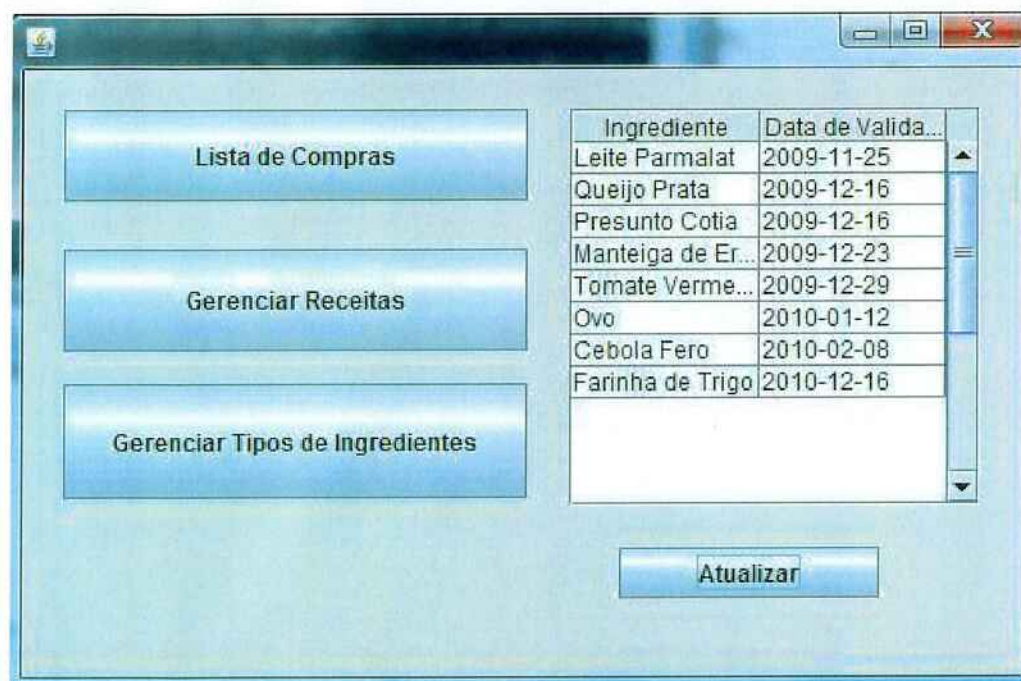 Lista de Compras
Gerenciar Receitas
Gerenciar Tipos de Ingredientes
Ingrediente Data de Valida...
Leite Parmalat 2009-11-25
Queijo Prata 2009-12-16
Presunto Cotia 2009-12-16
Manteiga de Er... 2009-12-23
Tomate Verme... 2009-12-29
Ovo 2010-01-12
Cebola Fero 2010-02-08
Farinha de Trigo 2010-12-16
Atualizar